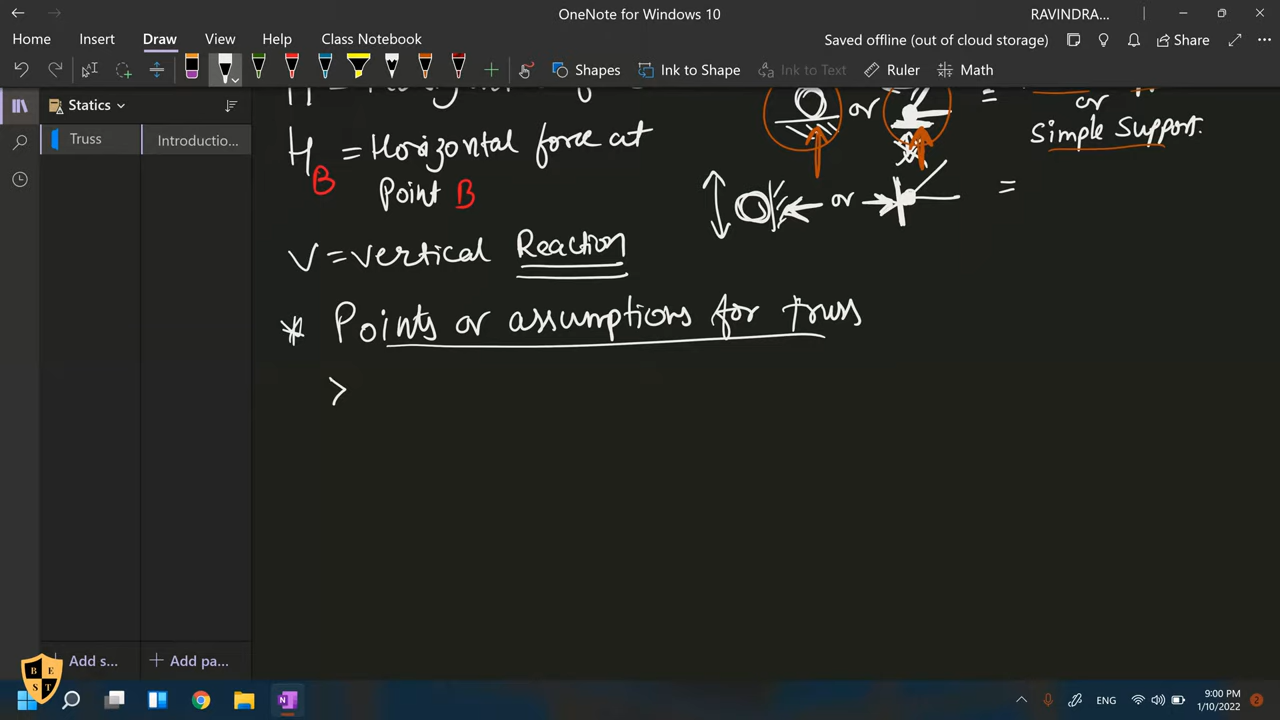 OneNote for Windows 10
RAVINDRA...
Home Insert Draw View Help Class Notebook
Saved offline (out of cloud storage)
Share
Shapes
Ink to Shape
Ink to Text
Ruler
Math
Statics
Truss
Introductio...
or
=
or
Simple Support.
H = Horizontal force at
B
Point B
or
=
V = vertical Reaction
* Points or assumptions for truss
>
+ Add s...
+ Add pa...
B E
S T
ENG
9:00 PM
1/10/2022
2